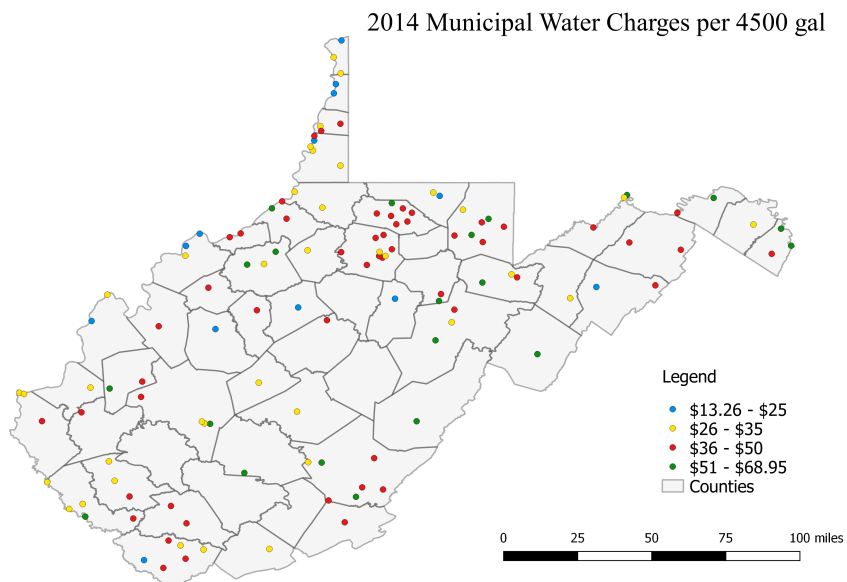 2014 Municipal Water Charges per 4500 gal
Legend
$13.26 - $25
$26 - $35
$36 - $50
$51 - $68.95
Counties
0 25 50 75 100 miles